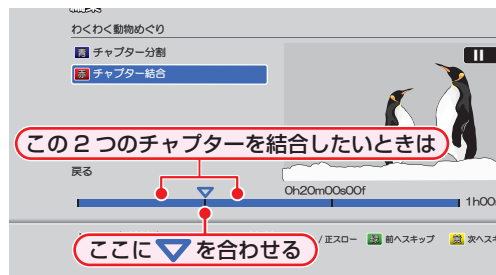 わくわく動物めぐり
青 チャプター分割
赤 チャプター結合
この2つのチャプターを結合したいときは
戻る
0h20m00s00f
1h00
ここに▽を合わせる
/正スロー 緑 前へスキップ 黄 次へスキ